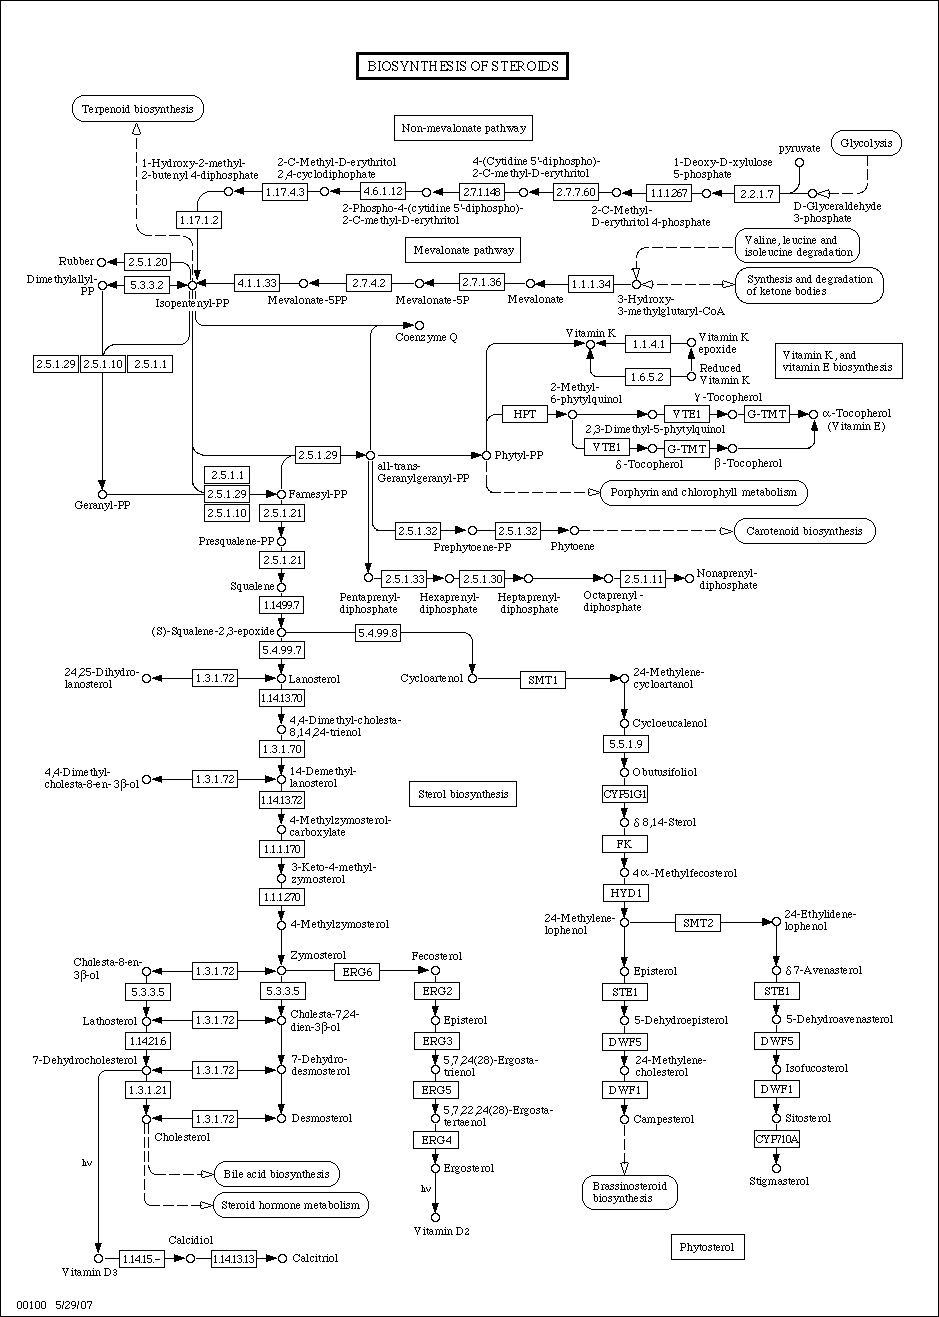 BIOSYNTHESIS OF STEROIDS
Terpenoid biosynthesis
Non-mevalonate pathway
Glycolysis
pyruvate
1-Hydroxy-2-methyl-
2-butenyl 4-diphosphate
2-C-Methyl-D-erythritol
2,4-cyclodiphophate
4-(Cytidine 5'-diphospho)-
2-C-methyl-D-erythritol
1-Deoxy-D-xylulose
5-phosphate
1.17.4.3
4.6.1.12
2.7.1.148
2.7.7.60
1.1.1.267
2.2.1.7
2-Phospho-4-(cytidine 5'-diphospho)-
2-C-methyl-D-erythritol
2-C-Methyl-
D-erythritol 4-phosphate
D-Glyceraldehyde
3-phosphate
1.17.1.2
Mevalonate pathway
Valine, leucine and
isoleucine degradation
Rubber
2.5.1.20
Dimethylallyl-
PP
5.3.3.2
Isopentenyl-PP
4.1.1.33
Mevalonate-5PP
2.7.4.2
Mevalonate-5P
2.7.1.36
Mevalonate
1.1.1.34
3-Hydroxy-
3-methylglutaryl-CoA
Synthesis and degradation
of ketone bodies
Coenzyme Q
Vitamin K
1.1.4.1
Vitamin K
epoxide
1.6.5.2
Reduced
Vitamin K
Vitamin K, and
vitamin E biosynthesis
2.5.1.29
2.5.1.10
2.5.1.1
2-Methyl-
6-phytylquinol
HPT
γ-Tocopherol
VTE1
G-TMT
2,3-Dimethyl-5-phytylquinol
α-Tocopherol
(Vitamin E)
VTE1
G-TMT
δ-Tocopherol
β-Tocopherol
2.5.1.29
all-trans-
Geranylgeranyl-PP
Phytyl-PP
Porphyrin and chlorophyll metabolism
2.5.1.1
2.5.1.29
2.5.1.10
Geranyl-PP
Farnesyl-PP
2.5.1.21
Presqualene-PP
2.5.1.21
Squalene
1.14.99.7
2.5.1.32
Prephytoene-PP
2.5.1.32
Phytoene
Carotenoid biosynthesis
2.5.1.33
2.5.1.30
2.5.1.11
Nonaprenyl-
diphosphate
Pentaprenyl-
diphosphate
Hexaprenyl-
diphosphate
Heptaprenyl-
diphosphate
Octaprenyl-
diphosphate
(S)-Squalene-2,3-epoxide
5.4.99.8
5.4.99.7
24,25-Dihydro-
lanosterol
1.3.1.72
Lanosterol
Cycloartenol
SMT1
24-Methylene-
cycloartanol
1.14.13.70
4,4-Dimethyl-cholesta-
8,14,24-trienol
Cycloeucalenol
1.3.1.70
5.5.1.9
4,4-Dimethyl-
cholesta-8-en-3β-ol
1.3.1.72
14-Demethyl-
lanosterol
Obutusifoliol
Sterol biosynthesis
1.14.13.72
CYP51G1
4-Methylzymosterol-
carboxylate
δ8,14-Sterol
1.1.1.170
FK
3-Keto-4-methyl-
zymosterol
4α-Methylfecosterol
1.1.1.270
HYD1
4-Methylzymosterol
24-Methylene-
lophenol
SMT2
24-Ethylidene-
lophenol
Cholesta-8-en-
3β-ol
1.3.1.72
Zymosterol
ERG6
Fecosterol
Episterol
δ7-Avenasterol
5.3.3.5
5.3.3.5
ERG2
STE1
STE1
Lathosterol
1.3.1.72
Cholesta-7,24-
dien-3β-ol
Episterol
5-Dehydroepisterol
5-Dehydroavenasterol
1.14.21.6
ERG3
DWF5
DWF5
7-Dehydrocholesterol
1.3.1.72
7-Dehydro-
desmosterol
5,7,24(28)-Ergosta-
trienol
24-Methylene-
cholesterol
Isofucosterol
1.3.1.21
ERG5
DWF1
DWF1
1.3.1.72
Desmosterol
5,7,22,24(28)-Ergosta-
tertaenol
Campesterol
Sitosterol
Cholesterol
ERG4
CYP710A
hν
Bile acid biosynthesis
Ergosterol
Stigmasterol
Steroid hormone metabolism
hν
Brassinosteroid
biosynthesis
Vitamin D2
Phytosterol
Calcidiol
1.14.15.-
1.14.13.13
Calcitriol
Vitamin D3
00100 5/29/07